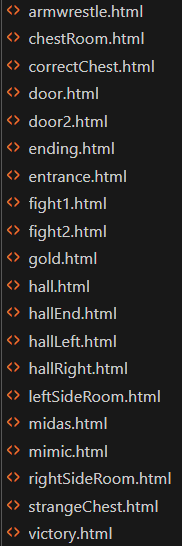 armwrestle.html
chestRoom.html
correctChest.html
door.html
door2.html
ending.html
entrance.html
fight1.html
fight2.html
gold.html
hall.html
hallEnd.html
hallLeft.html
hallRight.html
leftSideRoom.html
midas.html
mimic.html
rightSideRoom.html
strangeChest.html
victory.html